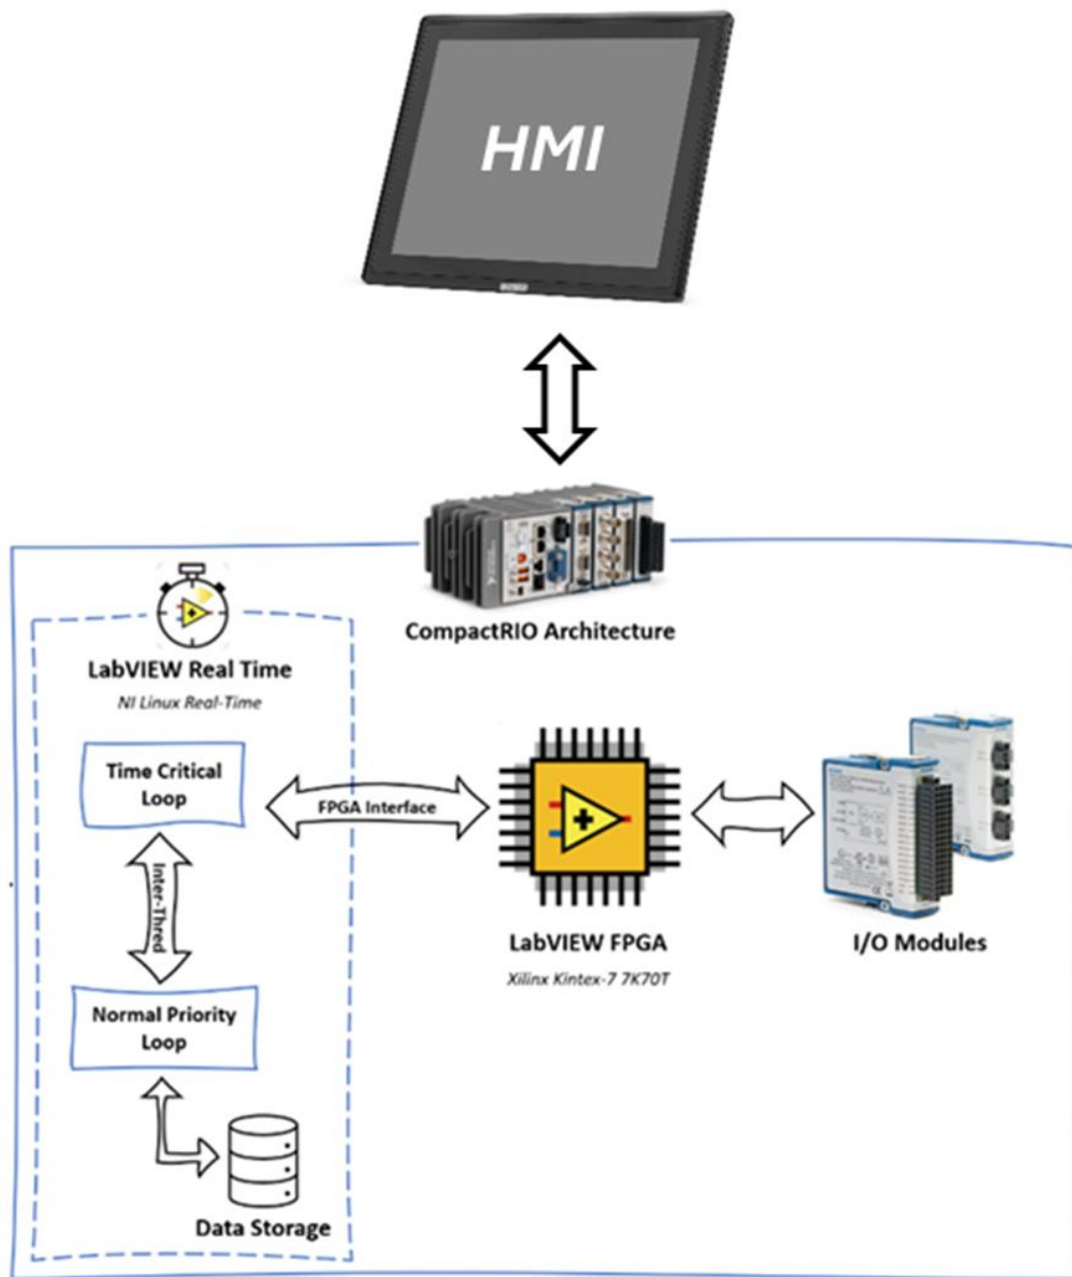 HMI
CompactRIO Architecture
LabVIEW Real Time
NI Linux Real-Time
Time Critical
Loop
FPGA Interface
Inter-Thred
LabVIEW FPGA
Xilinx Kintex-7 7K70T
I/O Modules
Normal Priority
Loop
Data Storage